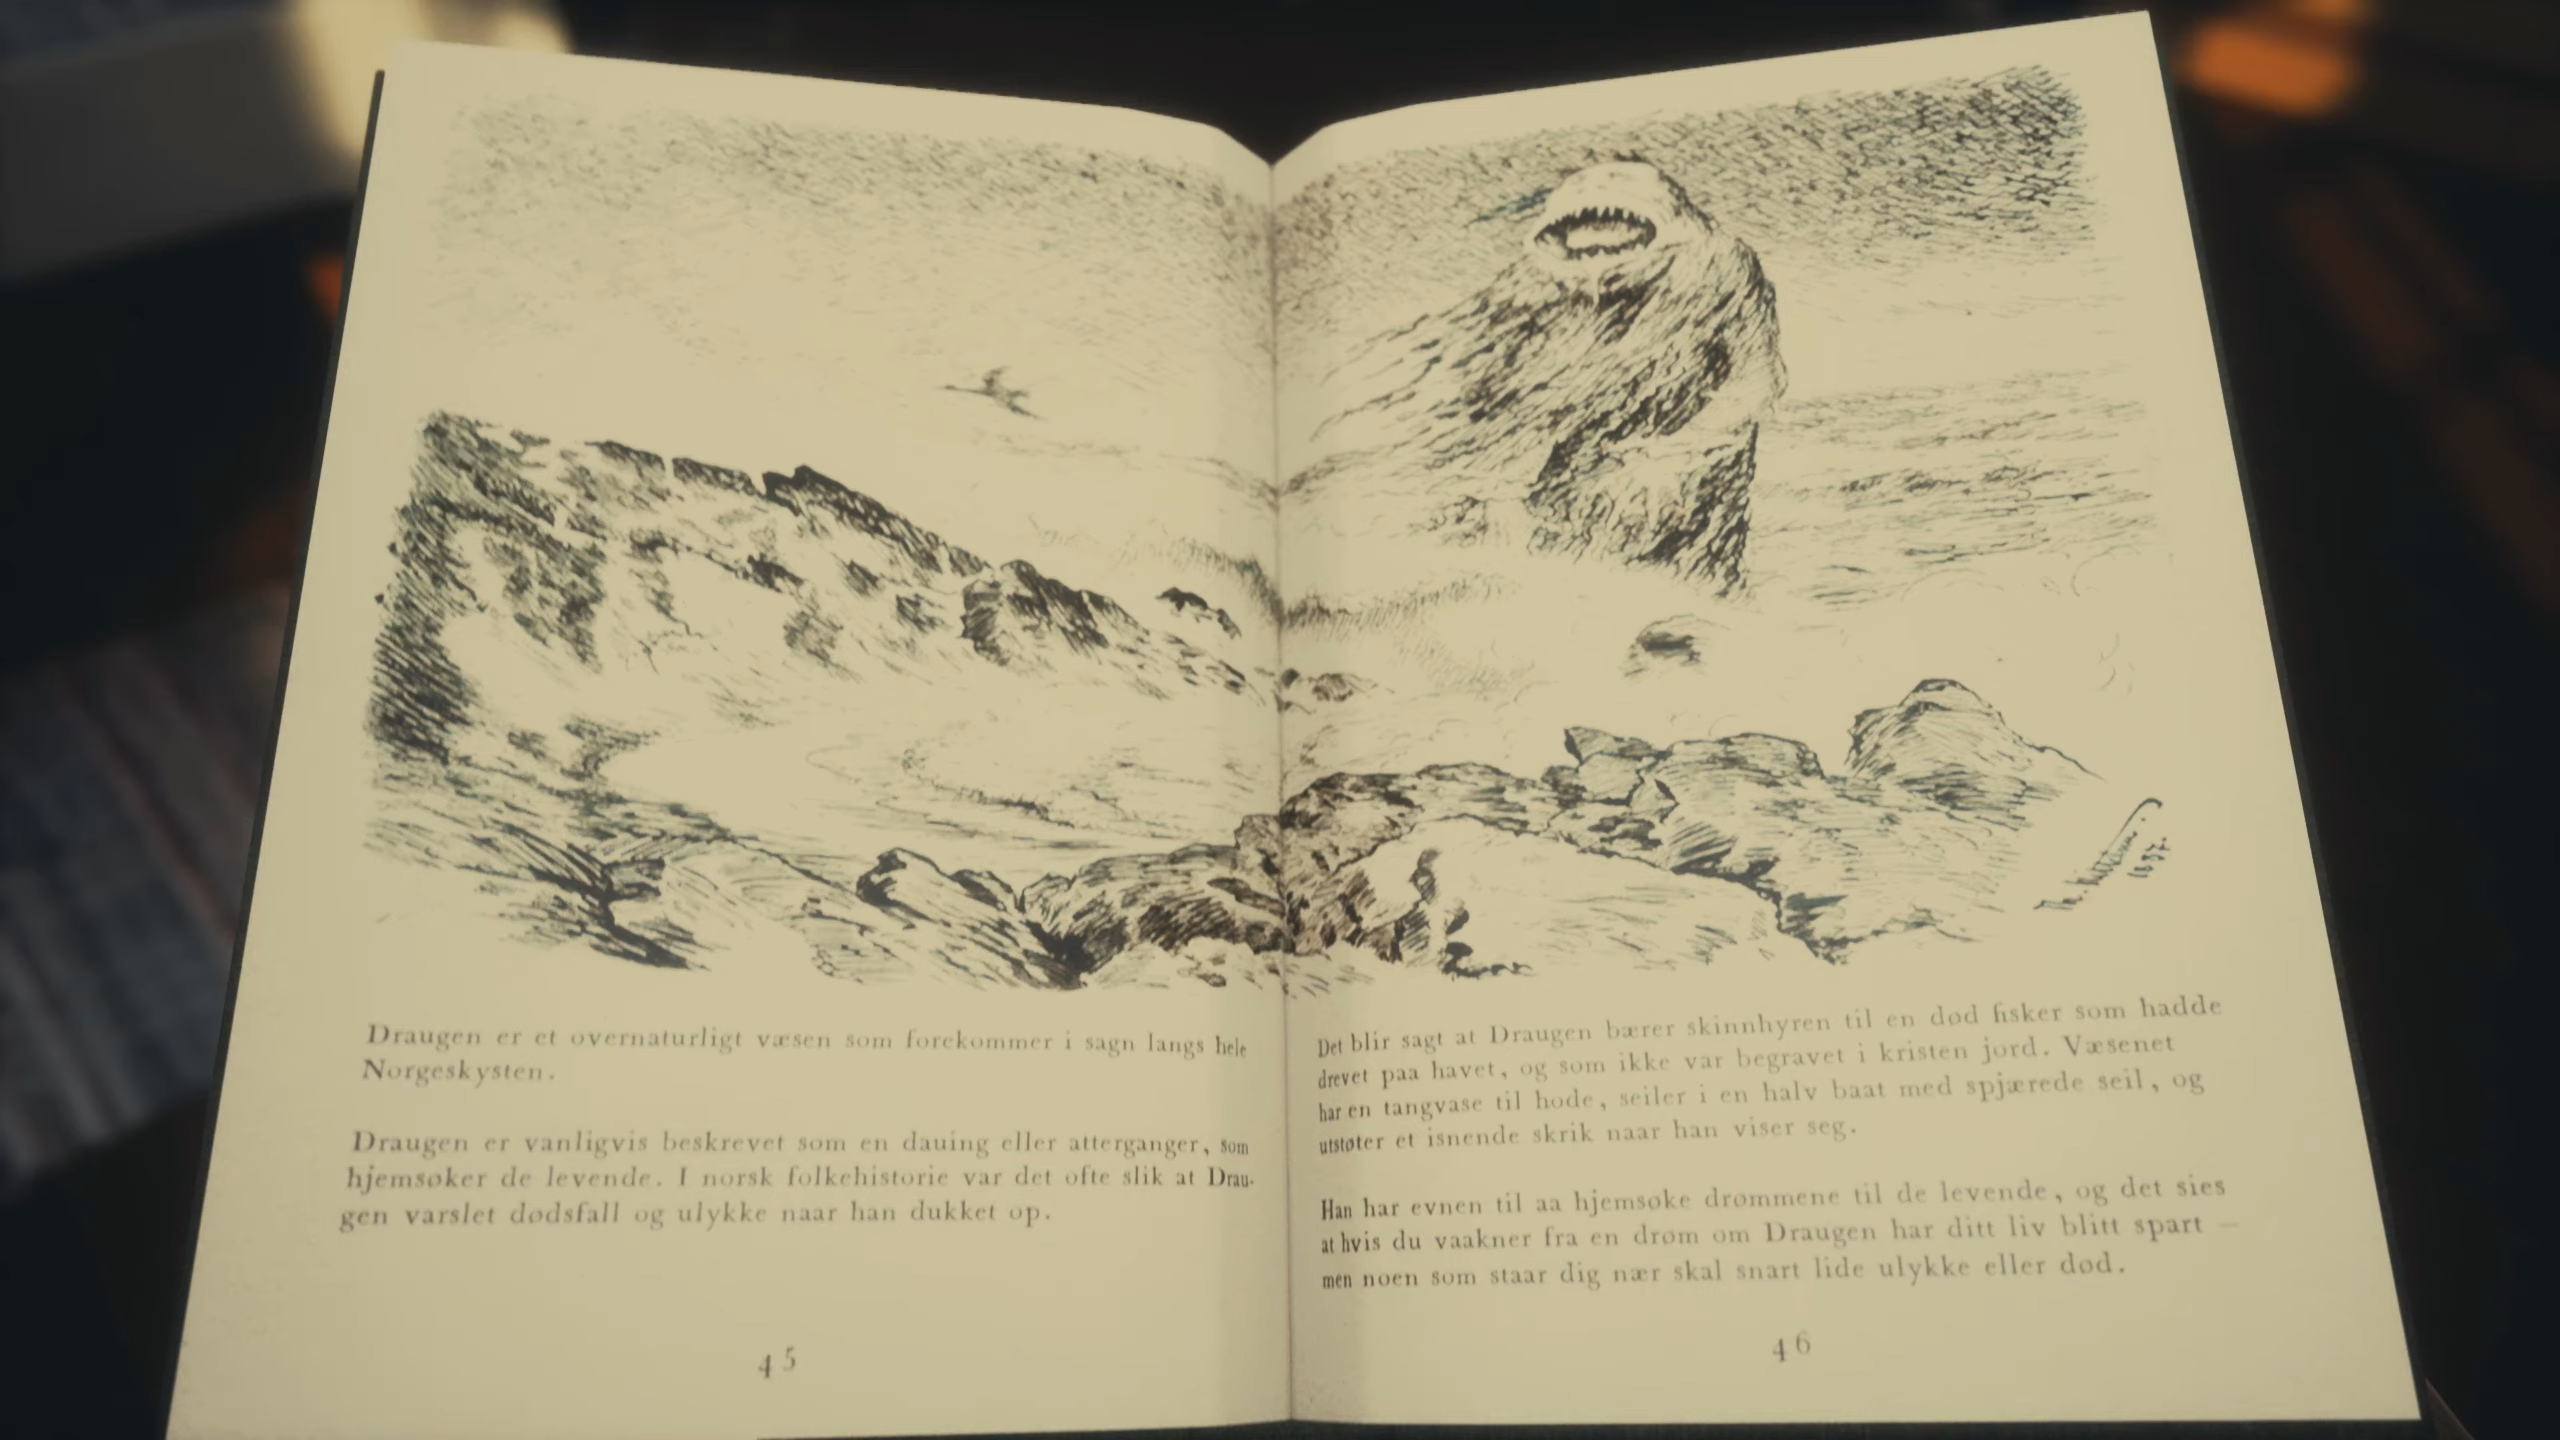 Draugen er et overnaturligt væsen som forekommer i sagn langs hele
Norgeskysten.
Draugen er vanligvis beskrevet som en dauing eller atterganger, som
hjemsøker de levende. I norsk folkehistorie var det ofte slik at Drau-
gen varslet dødsfall og ulykke naar han dukket op.
45
1887.
Det blir sagt at Draugen bærer skinnhyren til en død fisker som hadde
drevet paa havet, og som ikke var begravet i kristen jord. Væsenet
har en tangvase til hode, seiler i en halv baat med spjærede seil, og
utstøter et isnende skrik naar han viser seg.
Han har evnen til aa hjemsøke drømmene til de levende, og det sies
at hvis du vaakner fra en drøm om Draugen har ditt liv blitt spart —
men noen som staar dig nær skal snart lide ulykke eller død.
46